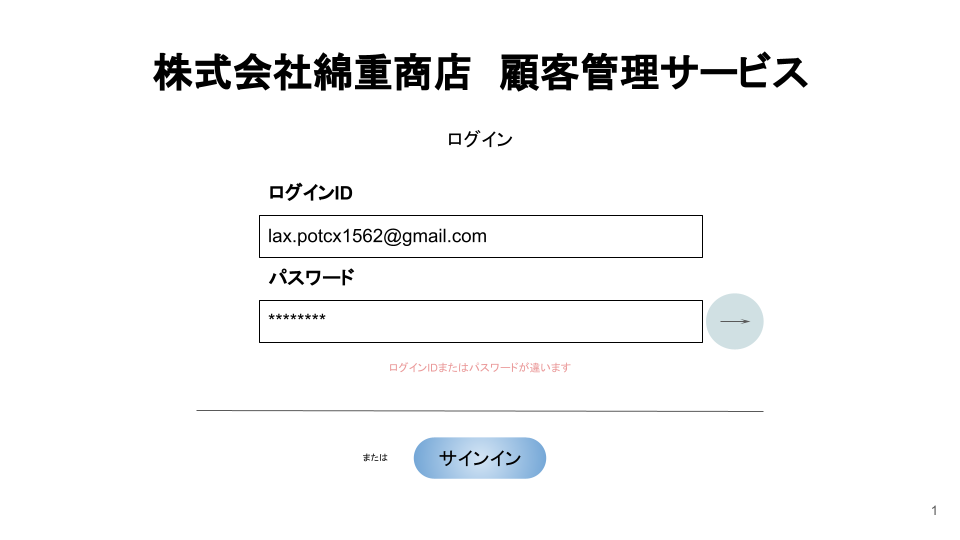 株式会社綿重商店　顧客管理サービス
ログイン
ログインID
lax.potcx1562@gmail.com
パスワード
********
ログインIDまたはパスワードが違います
または
サインイン
1